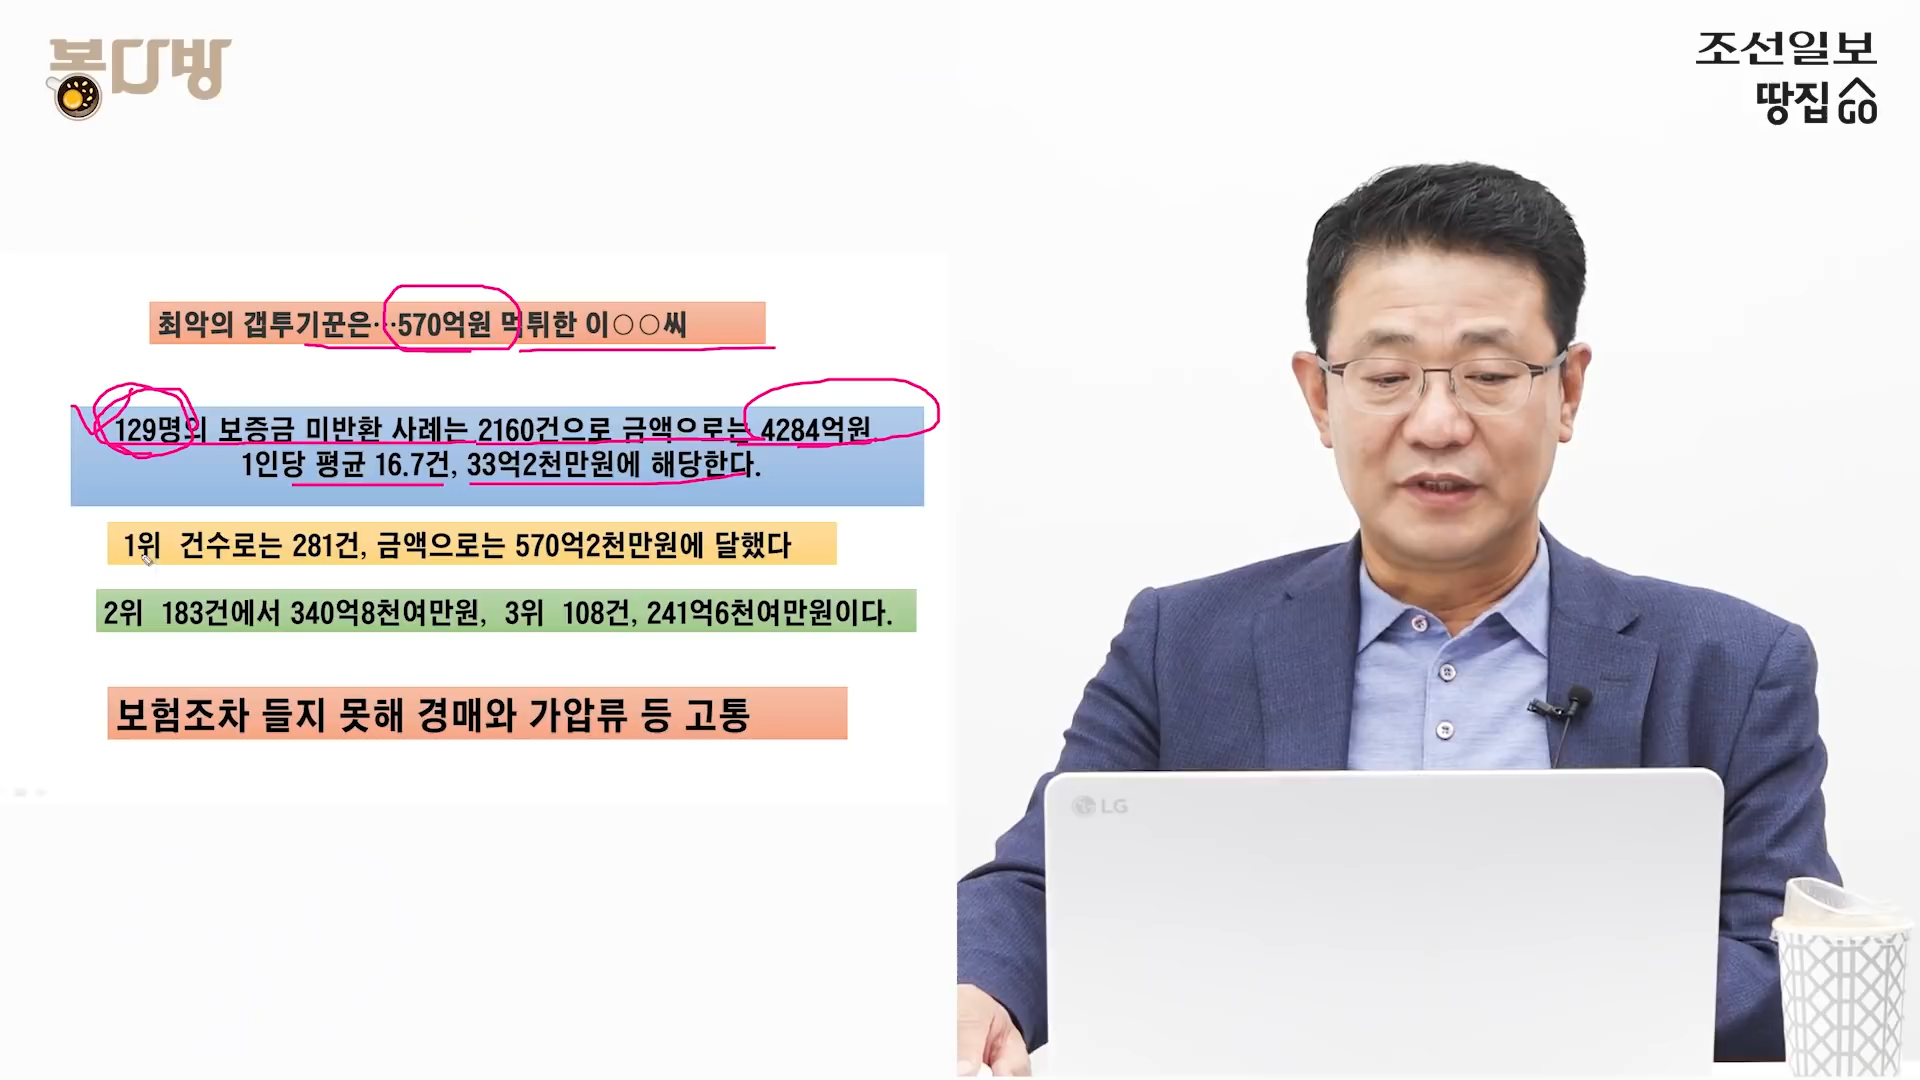 봉다방
조선일보
땅집GO
최악의 갭투기꾼은…570억원 먹튀한 이○○씨
129명의 보증금 미반환 사례는 2160건으로 금액으로는 4284억원.
1인당 평균 16.7건, 33억2천만원에 해당한다.
1위 건수로는 281건, 금액으로는 570억2천만원에 달했다
2위 183건에서 340억8천여만원, 3위 108건, 241억6천여만원이다.
보험조차 들지 못해 경매와 가압류 등 고통
LG